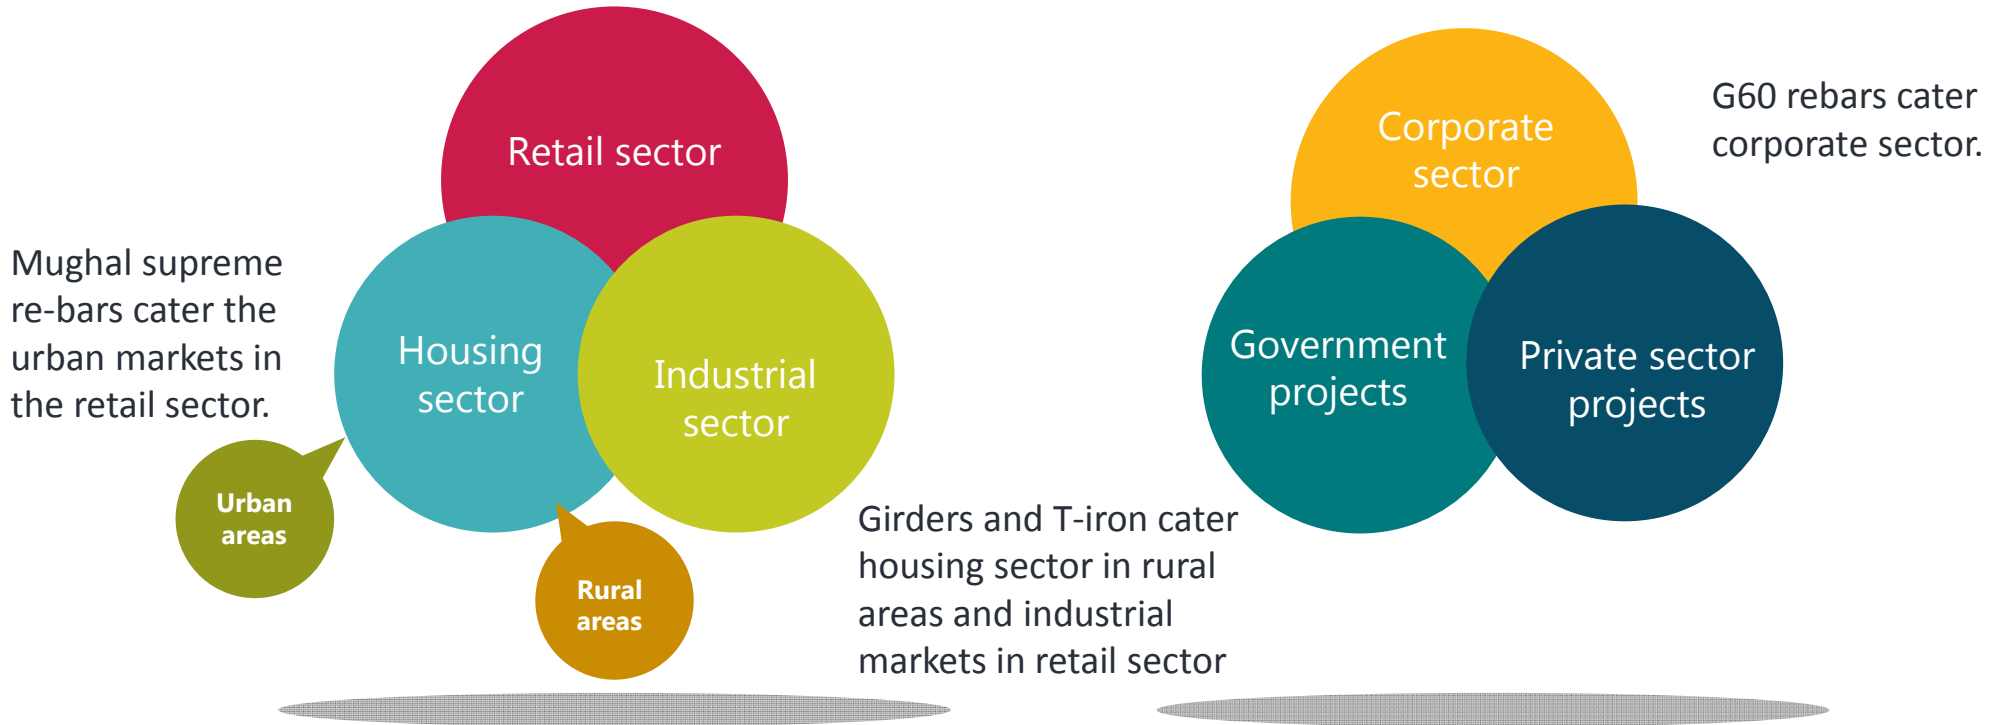 Retail sector
Mughal supreme
re-bars cater the
urban markets in
the retail sector.
Housing
sector
Industrial
sector
Urban
areas
Rural
areas
Girders and T-iron cater
housing sector in rural
areas and industrial
markets in retail sector
Corporate
sector
G60 rebars cater
corporate sector.
Government
projects
Private sector
projects